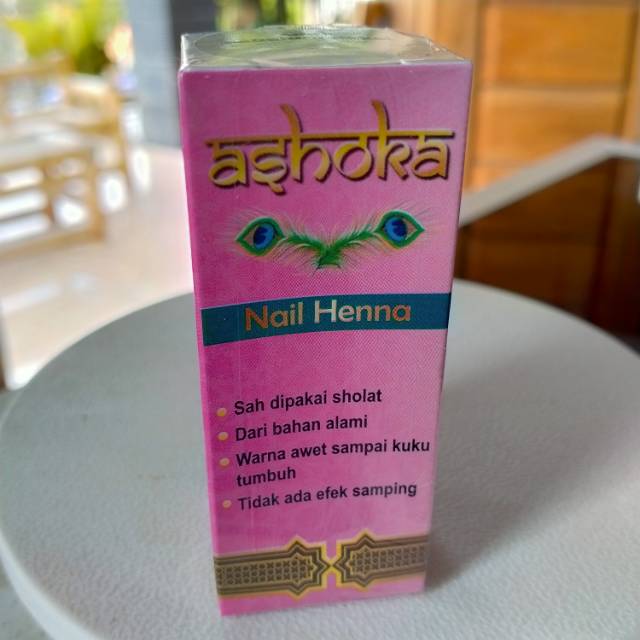 ashoka
Nail Henna
Sah dipakai sholat
Dari bahan alami
Warna awet sampai kuku
tumbuh
Tidak ada efek samping